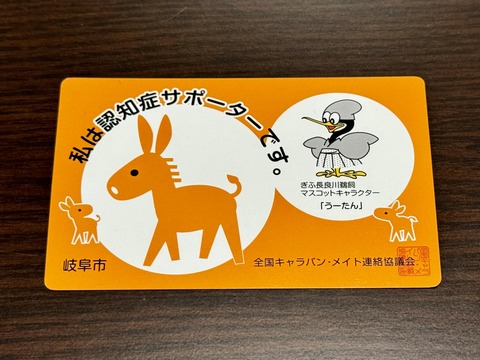 私は認知症サポーターです。
ぎふ長良川鵜飼
マスコットキャラクター
「うーたん」
岐阜市
全国キャラバン・メイト連絡協議会